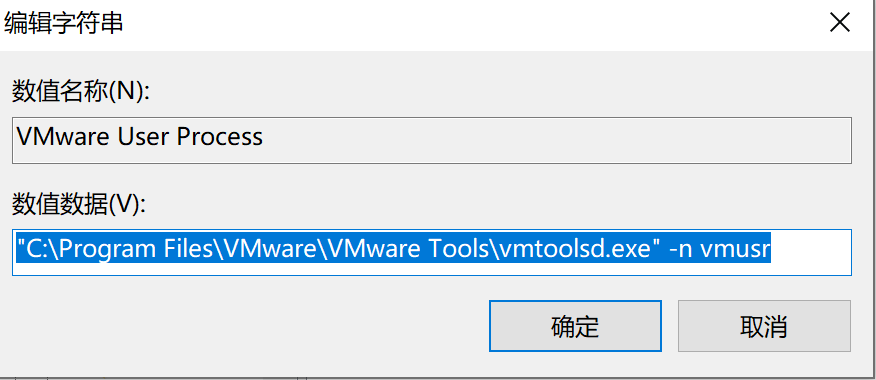 编辑字符串
数值名称(N):
VMware User Process
数值数据(V):
"C:\Program Files\VMware\VMware Tools\vmtoolsd.exe" -n vmusr
确定 取消